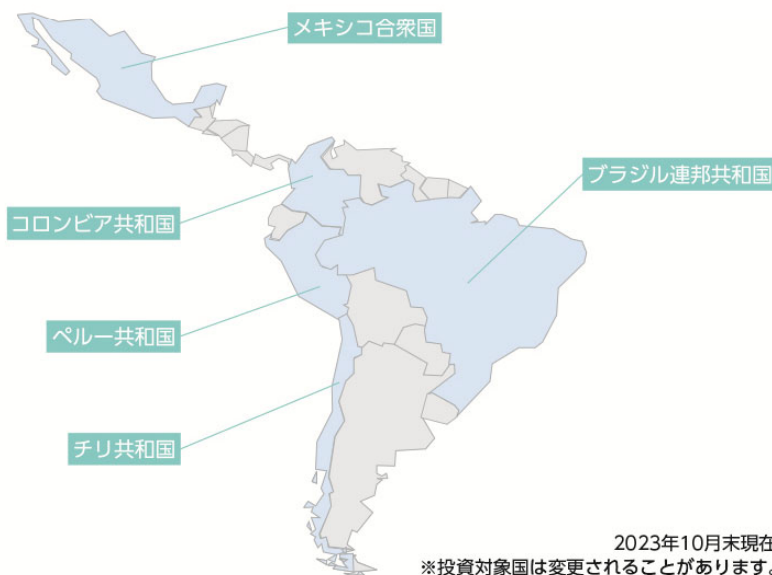 メキシコ合衆国
ブラジル連邦共和国
コロンビア共和国
ペルー共和国
チリ共和国
2023年10月末現在
※投資対象国は変更されることがあります。